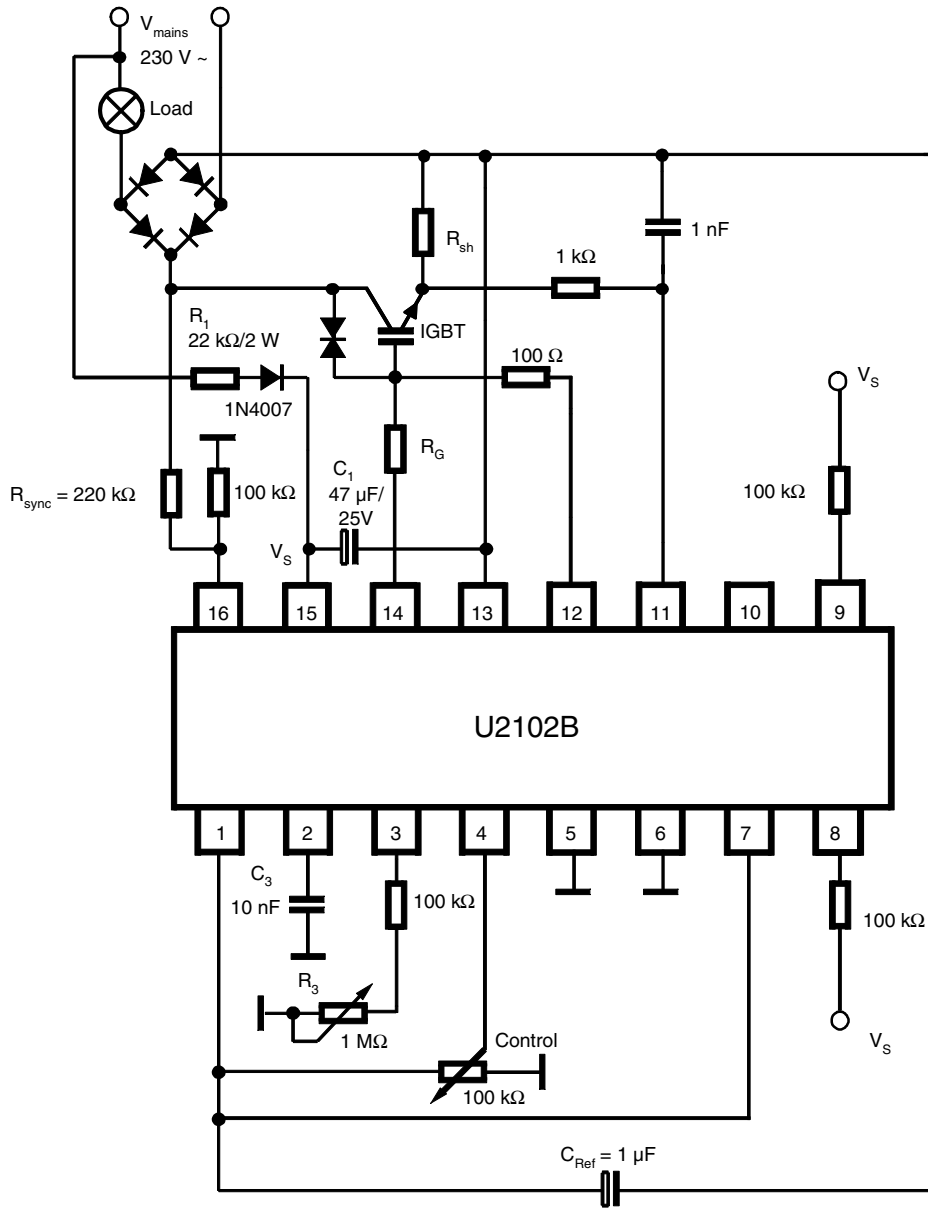 V_mains
230 V ~
Load
R_sh
1 nF
1 kΩ
R_1
22 kΩ/2 W
IGBT
100 Ω
V_S
1N4007
R_G
C_1
47 µF/
25V
R_sync = 220 kΩ
100 kΩ
100 kΩ
V_S
16 15 14 13 12 11 10 9
U2102B
1 2 3 4 5 6 7 8
C_3
10 nF
100 kΩ
100 kΩ
R_3
1 MΩ
Control
V_S
100 kΩ
C_Ref = 1 µF